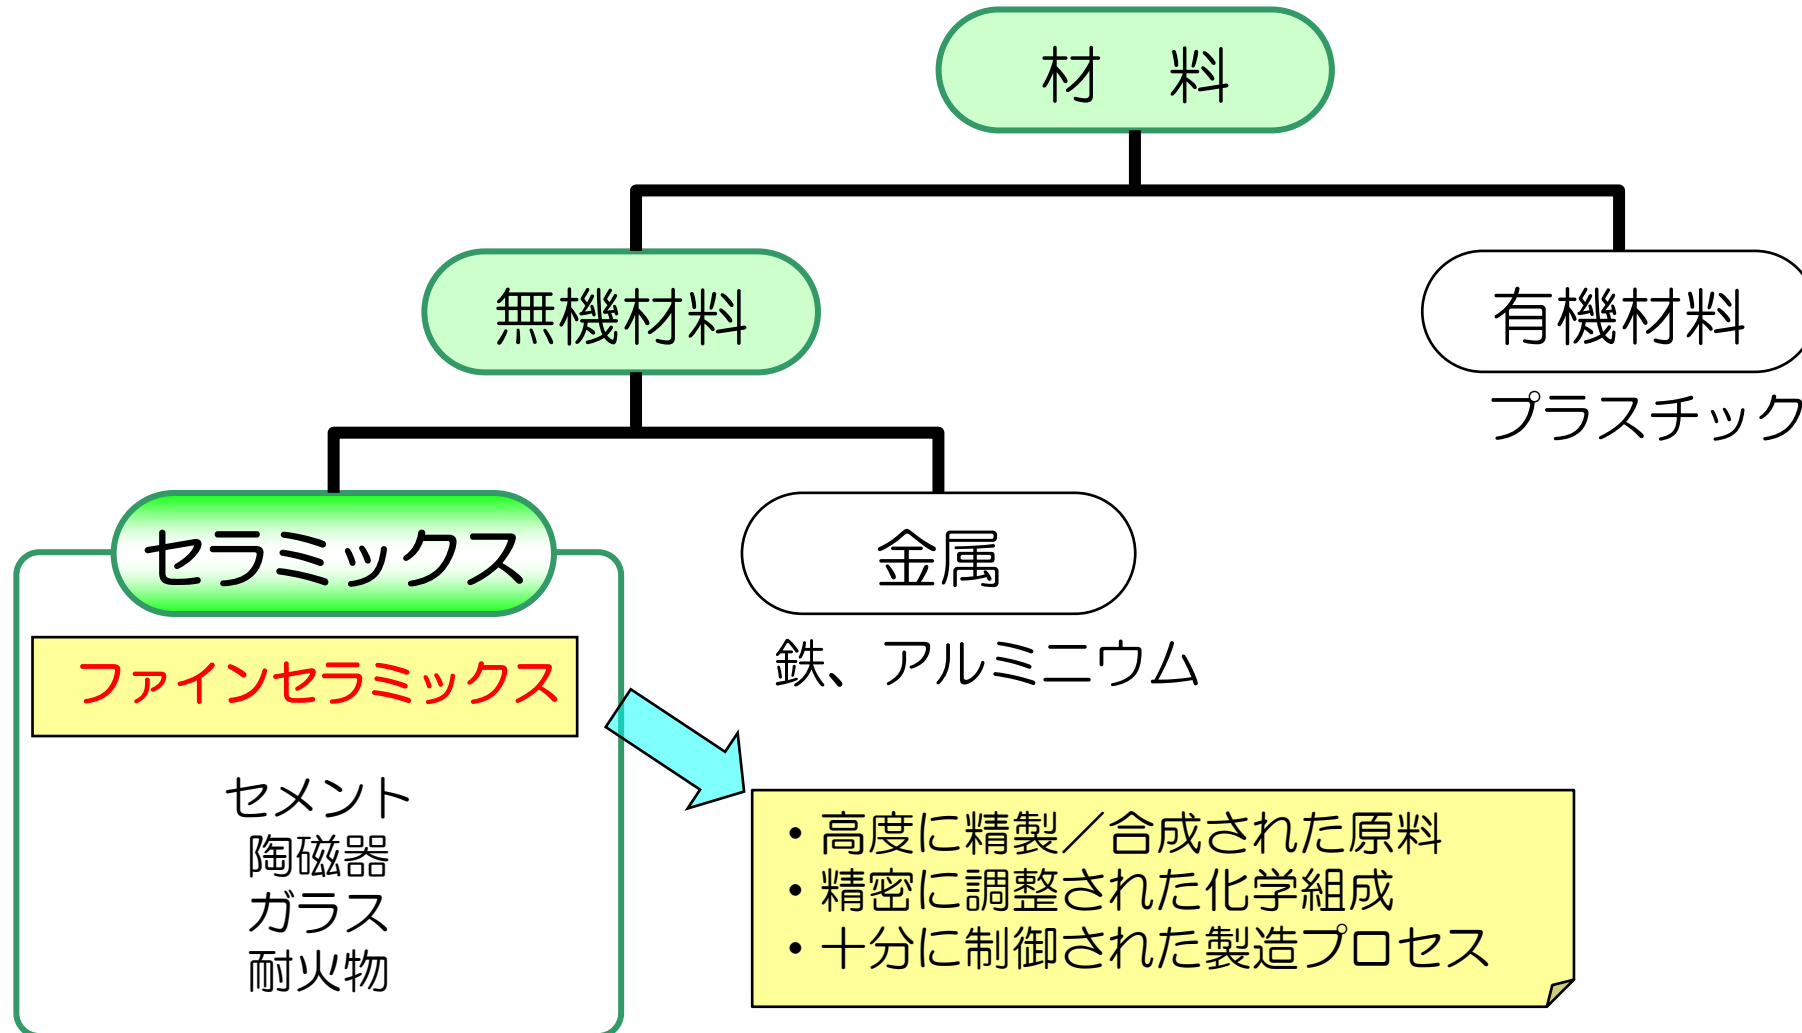 材　料
無機材料
有機材料
プラスチック
セラミックス
金属
鉄、アルミニウム
ファインセラミックス
セメント
陶磁器
ガラス
耐火物
・高度に精製／合成された原料
・精密に調整された化学組成
・十分に制御された製造プロセス